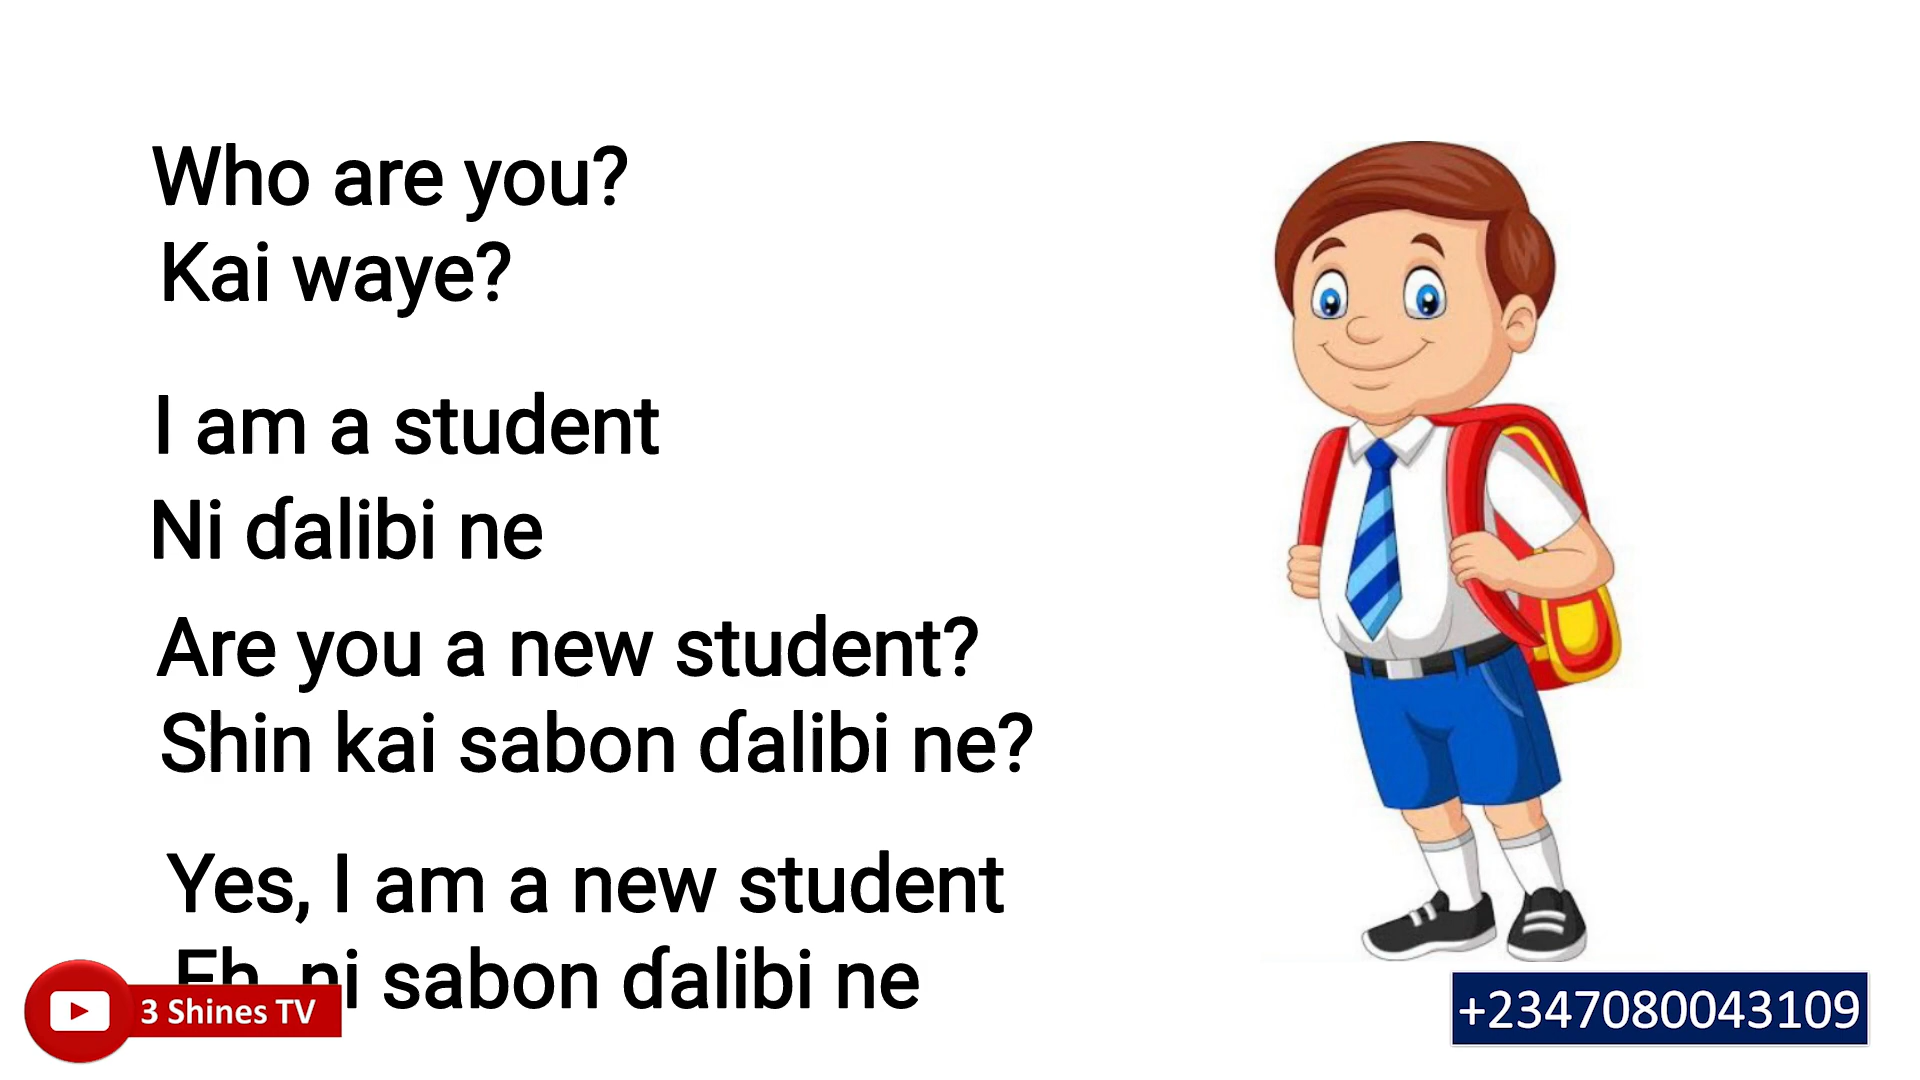 Who are you?
Kai waye?
I am a student
Ni ɗalibi ne
Are you a new student?
Shin kai sabon ɗalibi ne?
Yes, I am a new student
Eh, ni sabon ɗalibi ne
3 Shines TV
+2347080043109